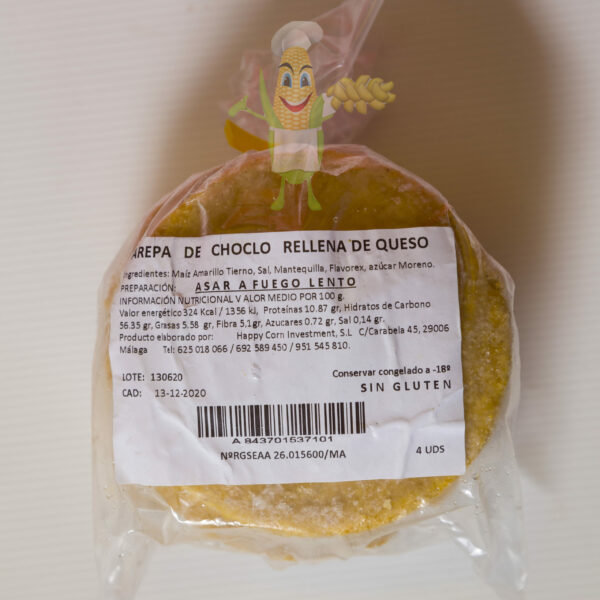 AREPA DE CHOCLO RELLENA DE QUESO
Ingredientes: Maíz Amarillo Tierno, Sal, Mantequilla, Flavorex, azúcar Moreno.
PREPARACIÓN: ASAR A FUEGO LENTO
INFORMACIÓN NUTRICIONAL Y VALOR MEDIO POR 100 g.
Valor energético 324 Kcal / 1356 kJ, Proteínas 10.87 gr, Hidratos de Carbono
56.35 gr, Grasas 5.58 gr, Fibra 5,1gr, Azucares 0.72 gr, Sal 0,14 gr.
Producto elaborado por: Happy Corn Investment, S.L C/Carabela 45, 29006
Málaga Tel: 625 018 066 / 692 589 450 / 951 545 810.
LOTE: 130620 Conservar congelado a -18º
CAD: 13-12-2020 SIN GLUTEN
A 843701537101
NºRGSEAA 26.015600/MA 4 UDS